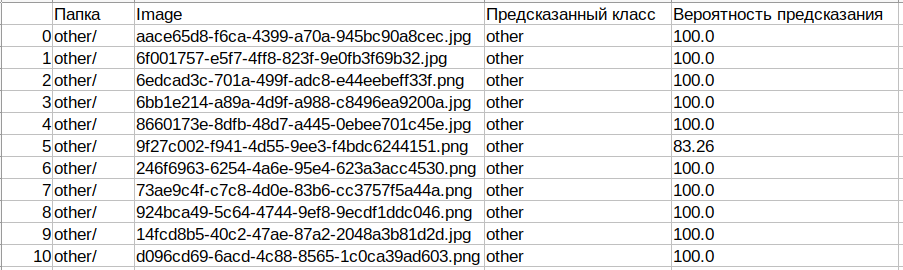 Папка Image Предсказанный класс Вероятность предсказания
0 other/ aace65d8-f6ca-4399-a70a-945bc90a8cec.jpg other 100.0
1 other/ 6f001757-e5f7-4ff8-823f-9e0fb3f69b32.jpg other 100.0
2 other/ 6edcad3c-701a-499f-adc8-e44eebeff33f.png other 100.0
3 other/ 6bb1e214-a89a-4d9f-a988-c8496ea9200a.jpg other 100.0
4 other/ 8660173e-8dfb-48d7-a445-0ebee701c45e.jpg other 100.0
5 other/ 9f27c002-f941-4d55-9ee3-f4bdc6244151.png other 83.26
6 other/ 246f6963-6254-4a6e-95e4-623a3acc4530.png other 100.0
7 other/ 73ae9c4f-c7c8-4d0e-83b6-cc3757f5a44a.png other 100.0
8 other/ 924bca49-5c64-4744-9ef8-9ecdf1ddc046.png other 100.0
9 other/ 14fcd8b5-40c2-47ae-87a2-2048a3b81d2d.jpg other 100.0
10 other/ d096cd69-6acd-4c88-8565-1c0ca39ad603.png other 100.0